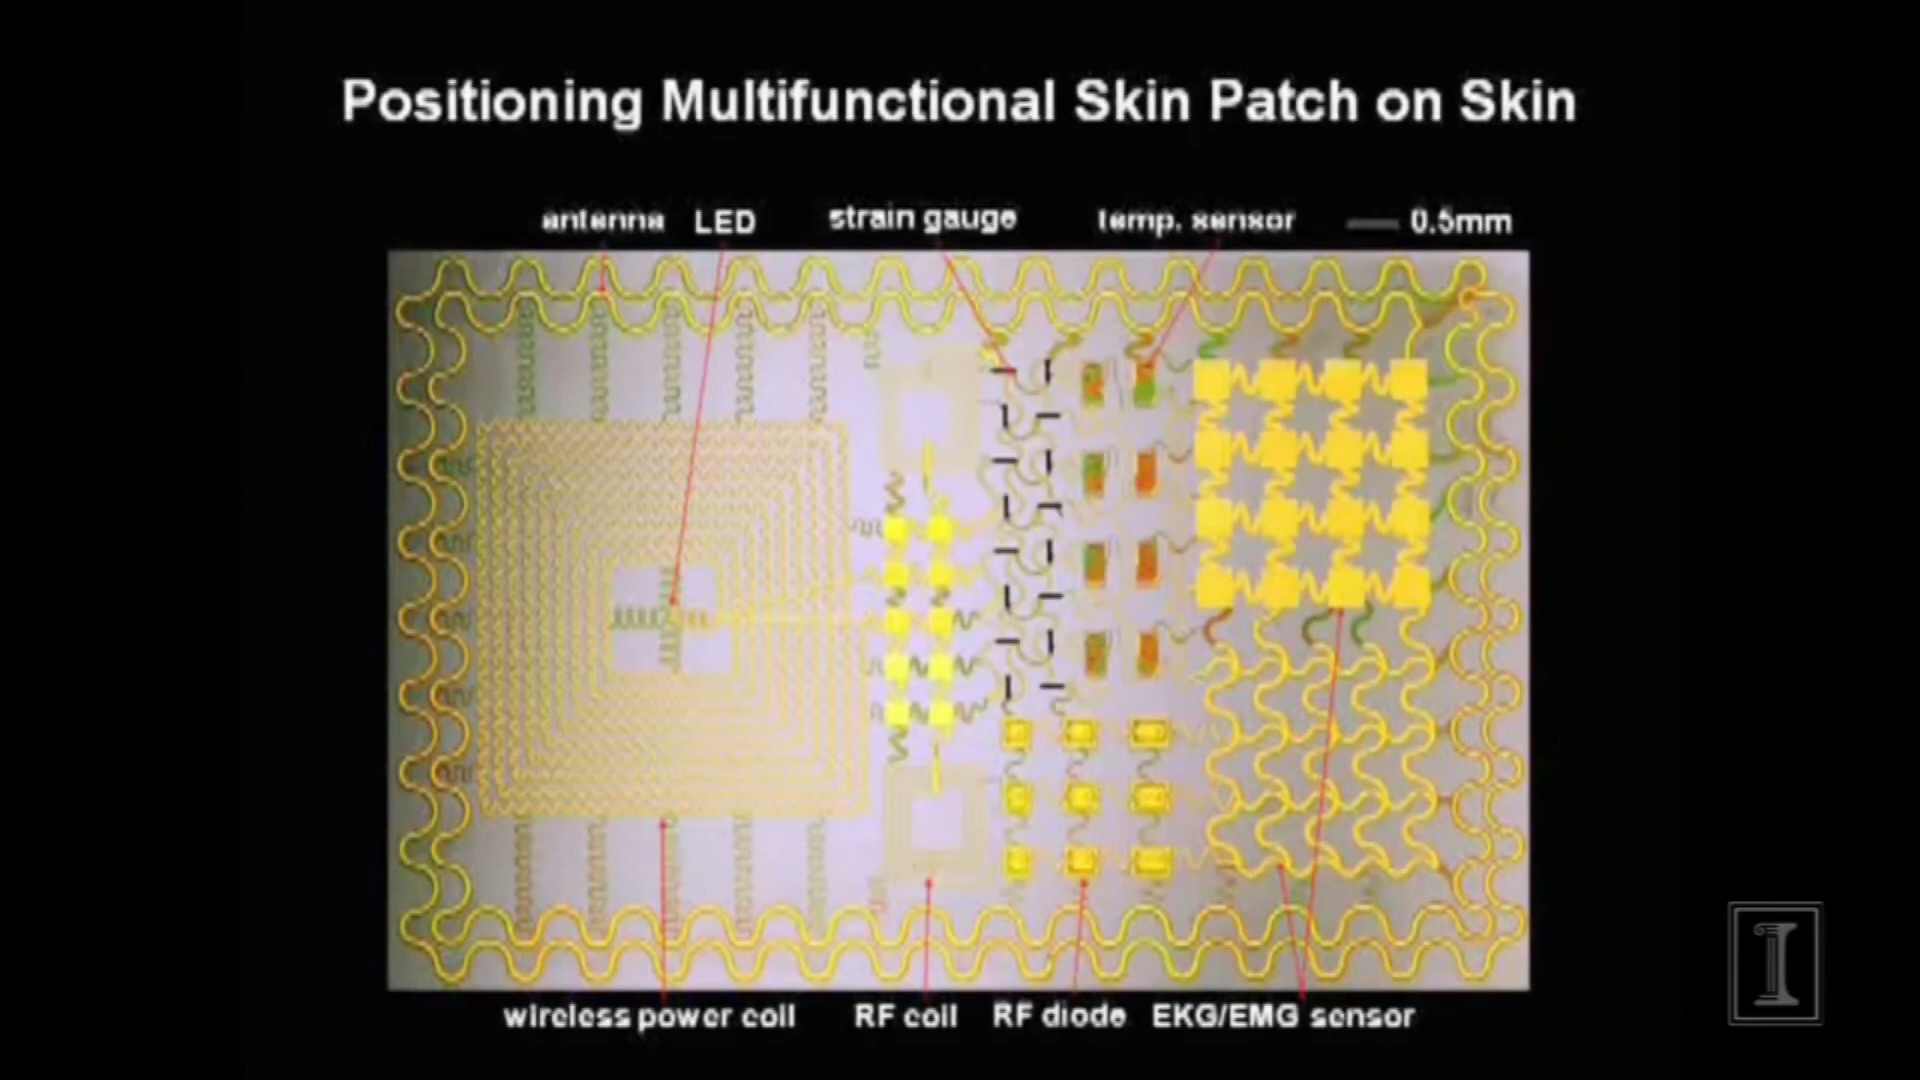 Positioning Multifunctional Skin Patch on Skin
antenna LED strain gauge temp. sensor 0.5mm
wireless power coil RF coil RF diode EKG/EMG sensor
I